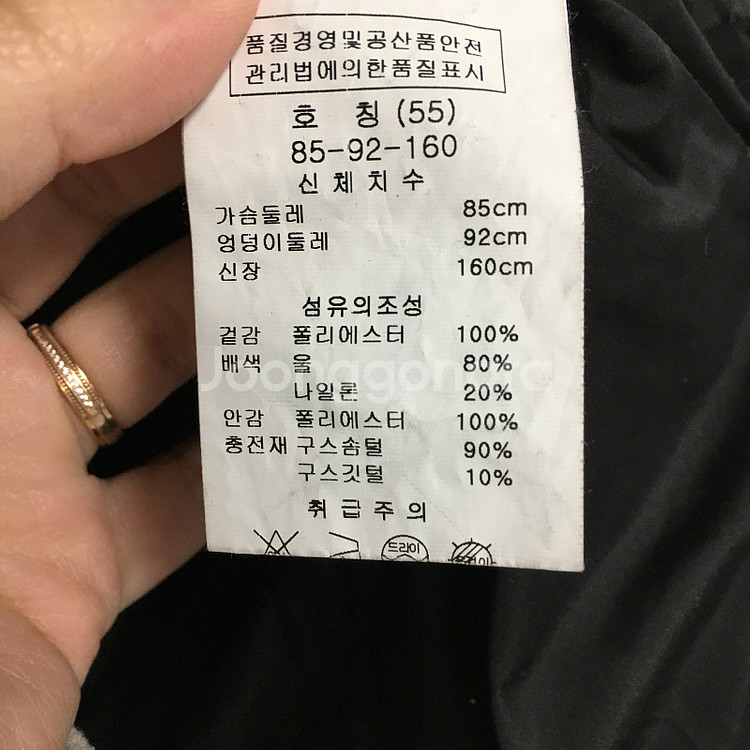 품질경영및공산품안전
관리법에의한품질표시
호 칭 (55)
85-92-160
신체치수
가슴둘레 85cm
엉덩이둘레 92cm
신장 160cm
섬유의조성
겉감 폴리에스터 100%
배색 울 80%
나일론 20%
안감 폴리에스터 100%
충전재 구스솜털 90%
구스깃털 10%
취급주의
드라이
Joonggonara